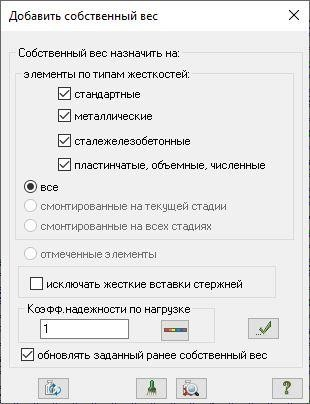 Добавить собственный вес
Собственный вес назначить на:
элементы по типам жесткостей:
стандартные
металлические
сталежелезобетонные
пластинчатые, объемные, численные
все
смонтированные на текущей стадии
смонтированные на всех стадиях
отмеченные элементы
исключать жесткие вставки стержней
Коэфф.надежности по нагрузке
1
обновлять заданный ранее собственный вес
?